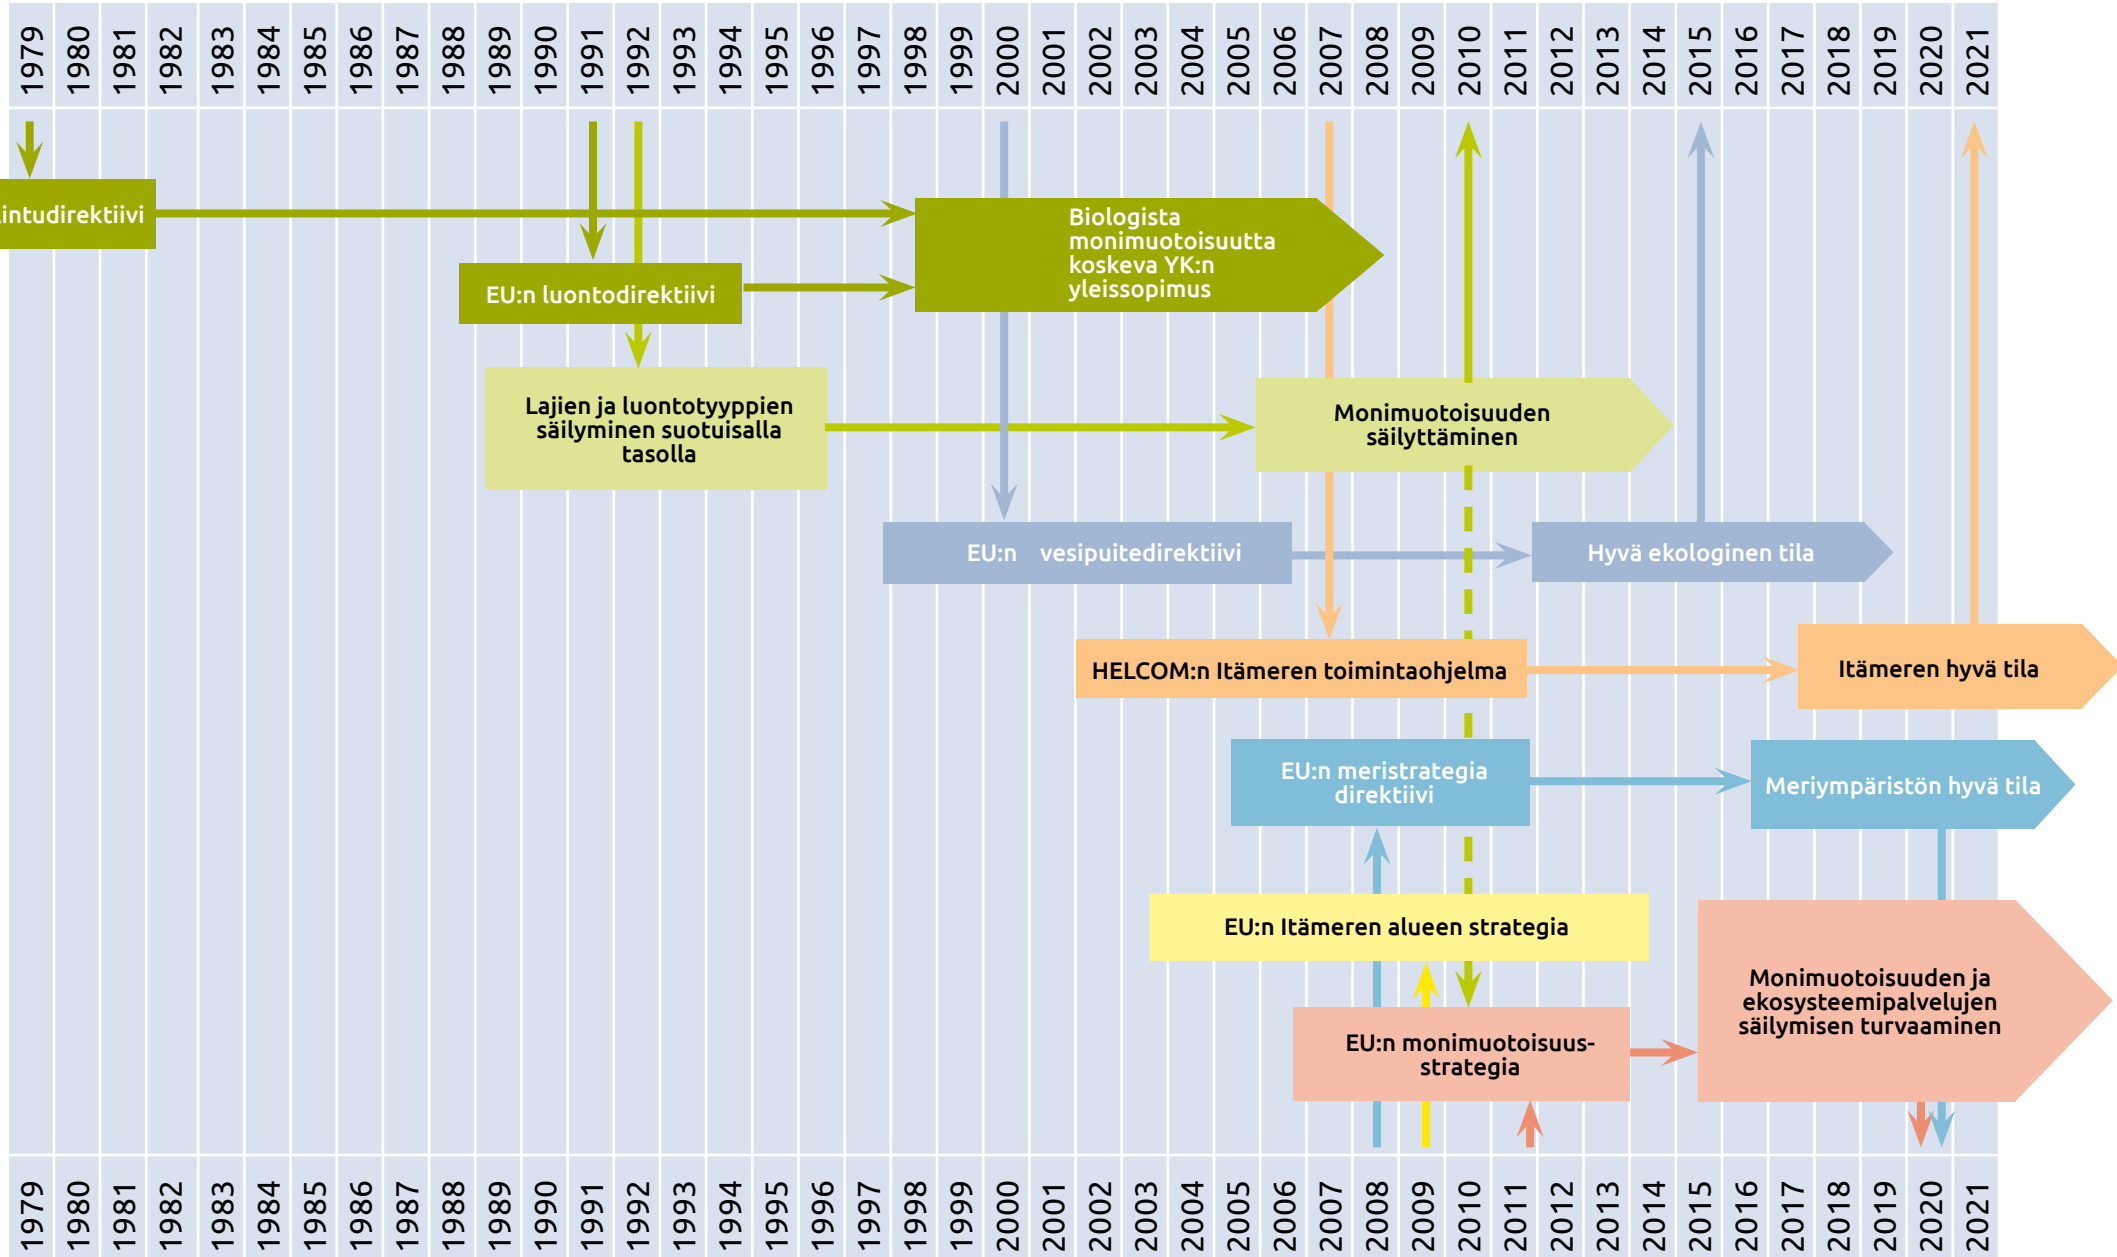 1979 1980 1981 1982 1983 1984 1985 1986 1987 1988 1989 1990 1991 1992 1993 1994 1995 1996 1997 1998 1999 2000 2001 2002 2003 2004 2005 2006 2007 2008 2009 2010 2011 2012 2013 2014 2015 2016 2017 2018 2019 2020 2021
intudirektiivi
Biologista
monimuotoisuutta
koskeva YK:n
yleissopimus
EU:n luontodirektiivi
Lajien ja luontotyyppien
säilyminen suotuisalla
tasolla
Monimuotoisuuden
säilyttäminen
EU:n vesipuitedirektiivi
Hyvä ekologinen tila
HELCOM:n Itämeren toimintaohjelma
Itämeren hyvä tila
EU:n meristrategia
direktiivi
Meriympäristön hyvä tila
EU:n Itämeren alueen strategia
Monimuotoisuuden ja
ekosysteemipalvelujen
säilymisen turvaaminen
EU:n monimuotoisuus-
strategia
1979 1980 1981 1982 1983 1984 1985 1986 1987 1988 1989 1990 1991 1992 1993 1994 1995 1996 1997 1998 1999 2000 2001 2002 2003 2004 2005 2006 2007 2008 2009 2010 2011 2012 2013 2014 2015 2016 2017 2018 2019 2020 2021